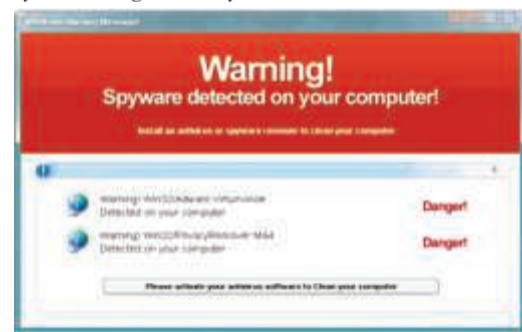 Warning!
Spyware detected on your computer!
Install an antivirus or spyware remover to clean your computer
Warning! Win32/Adware.Virtumonde
Detected on your computer
Danger!
Warning! Win32/PrivacyRemover.M64
Detected on your computer
Danger!
Please activate your antivirus software to Clean your computer